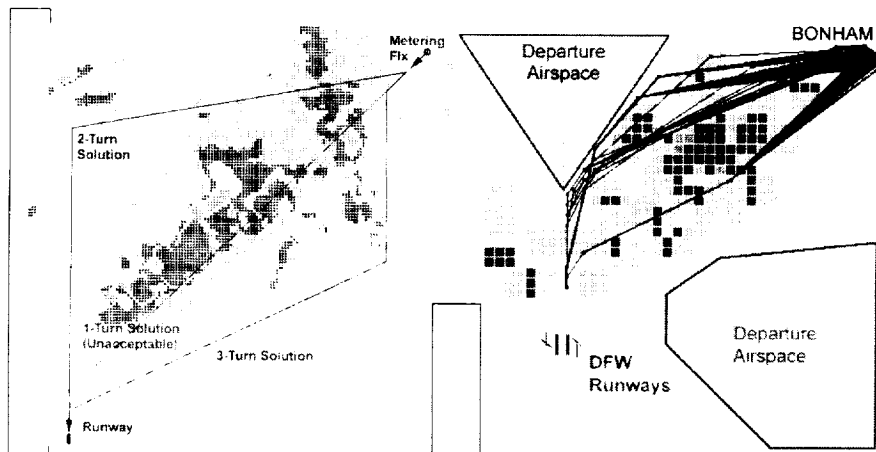 Metering
Fix
2-Turn
Solution
1-Turn Solution
(Unacceptable)
3-Turn Solution
Runway
BONHAM
Departure
Airspace
DFW
Runways
Departure
Airspace